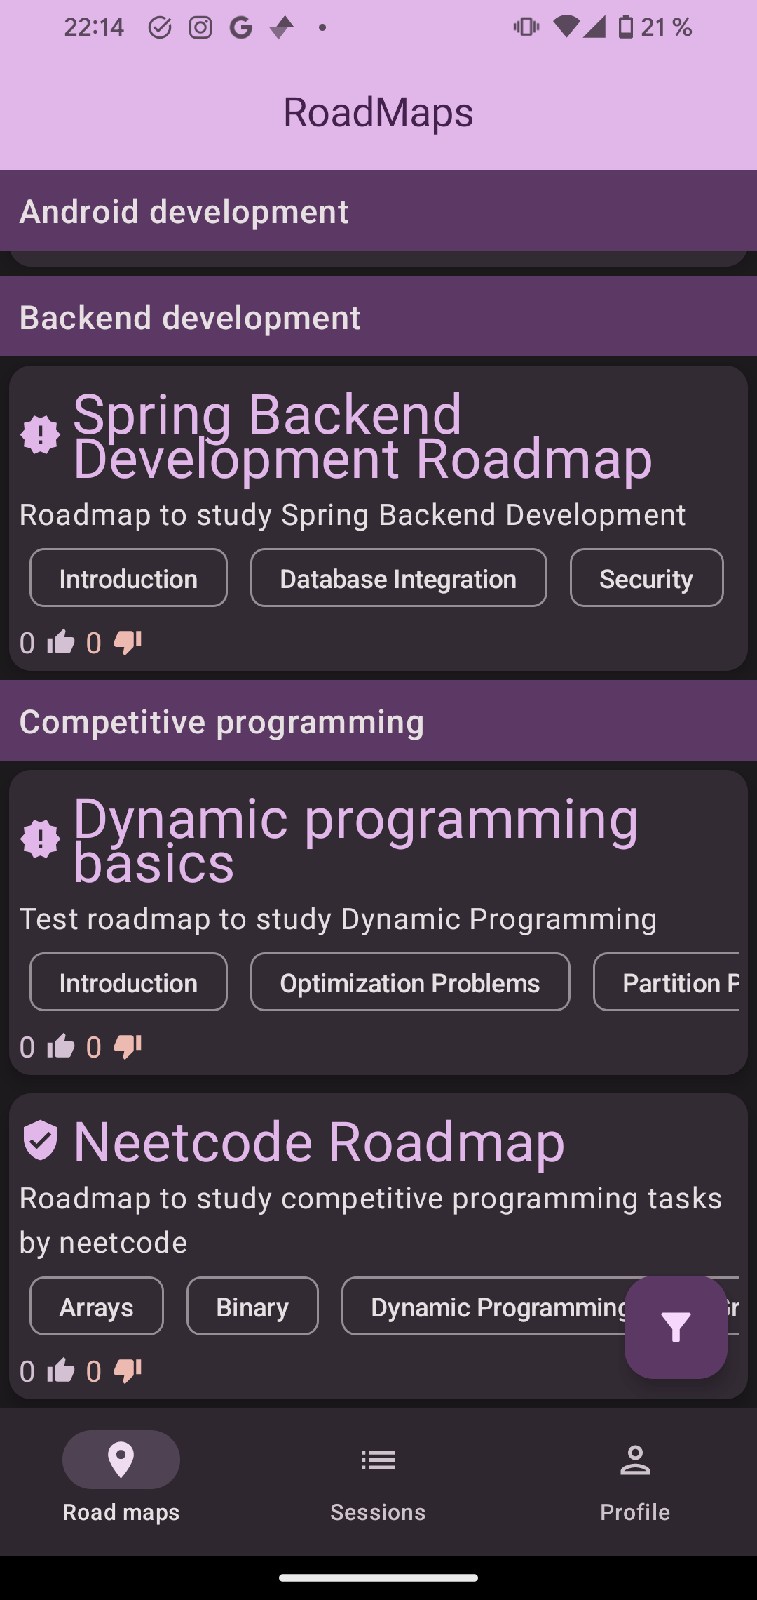 22:14
21 %
RoadMaps
Android development
Backend development
Spring Backend
Development Roadmap
Roadmap to study Spring Backend Development
Introduction Database Integration Security
0 0
Competitive programming
Dynamic programming
basics
Test roadmap to study Dynamic Programming
Introduction Optimization Problems Partition P
0 0
Neetcode Roadmap
Roadmap to study competitive programming tasks
by neetcode
Arrays Binary Dynamic Programming
0 0
Road maps Sessions Profile